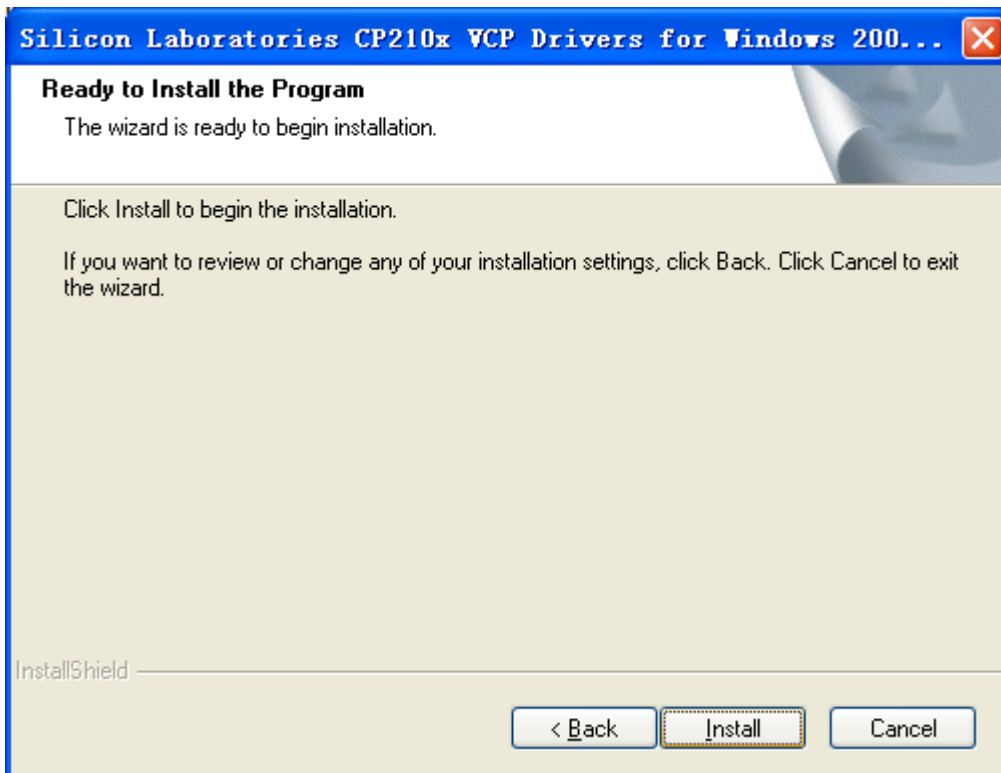 Silicon Laboratories CP210x VCP Drivers for Windows 200...
Ready to Install the Program
The wizard is ready to begin installation.
Click Install to begin the installation.
If you want to review or change any of your installation settings, click Back. Click Cancel to exit
the wizard.
InstallShield
< Back
Install
Cancel